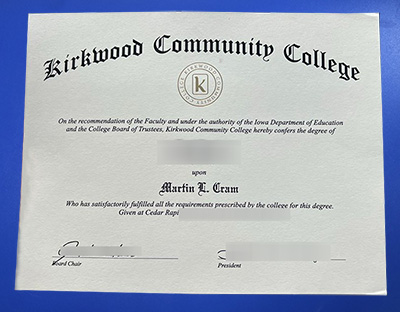 Kirkwood Community College
KIRKWOOD COMMUNITY COLLEGE
K
On the recommendation of the Faculty and under the authority of the Iowa Department of Education
and the College Board of Trustees, Kirkwood Community College hereby confers the degree of
upon
Martin L. Cram
Who has satisfactorily fulfilled all the requirements prescribed by the college for this degree.
Given at Cedar Rapi
Board Chair
President